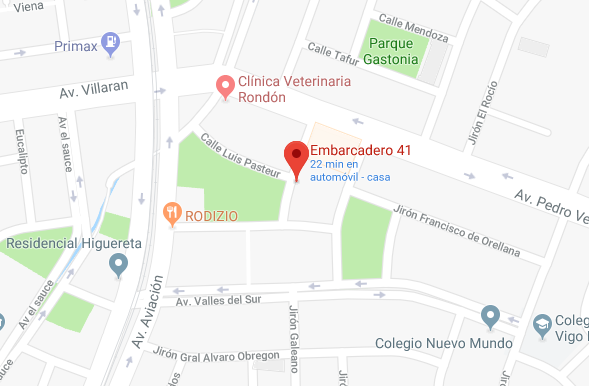 Viena
Calle Mendoza
Primax
Calle Tafur
Parque
Gastonia
Av. Villaran
Clínica Veterinaria
Rondón
Jirón El Rocío
Eucalipto
Av el sauce
Calle Luis Pasteur
Embarcadero 41
22 min en
automóvil - casa
Av. Pedro Ve
RODIZIO
Jirón Francisco de Orellana
Residencial Higuereta
Av el sauce
Av. Aviación
Av. Valles del Sur
Jirón Galeano
Colegio Nuevo Mundo
Coleg
Vigo
Jirón Gral Alvaro Obregon
los